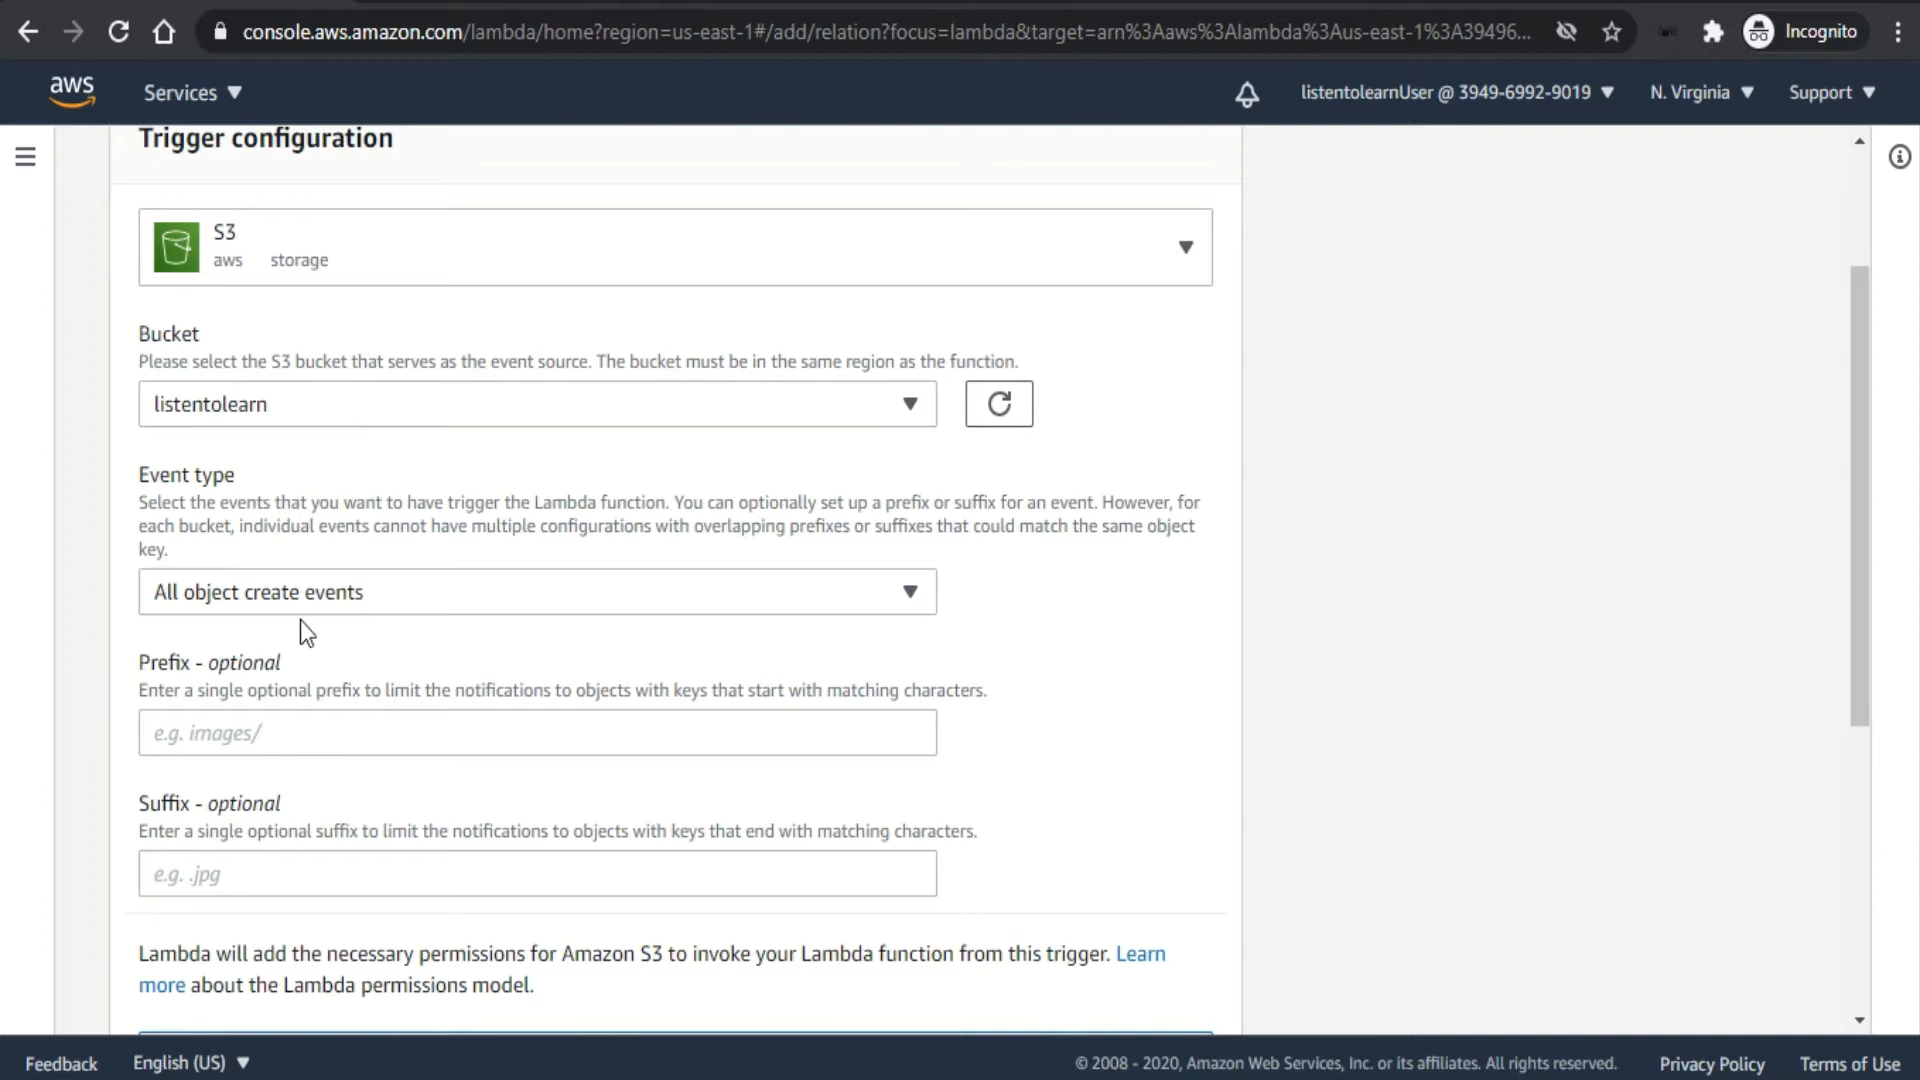 console.aws.amazon.com/lambda/home?region=us-east-1#/add/relation?focus=lambda&target=arn%3Aaws%3Alambda%3Aus-east-1%3A39496...
Incognito
aws
Services
listentolearnUser @ 3949-6992-9019
N. Virginia
Support
Trigger configuration
S3
aws storage
Bucket
Please select the S3 bucket that serves as the event source. The bucket must be in the same region as the function.
listentolearn
Event type
Select the events that you want to have trigger the Lambda function. You can optionally set up a prefix or suffix for an event. However, for
each bucket, individual events cannot have multiple configurations with overlapping prefixes or suffixes that could match the same object
key.
All object create events
Prefix - optional
Enter a single optional prefix to limit the notifications to objects with keys that start with matching characters.
e.g. images/
Suffix - optional
Enter a single optional suffix to limit the notifications to objects with keys that end with matching characters.
e.g. .jpg
Lambda will add the necessary permissions for Amazon S3 to invoke your Lambda function from this trigger. Learn
more about the Lambda permissions model.
Feedback
English (US)
© 2008 - 2020, Amazon Web Services, Inc. or its affiliates. All rights reserved.
Privacy Policy
Terms of Use